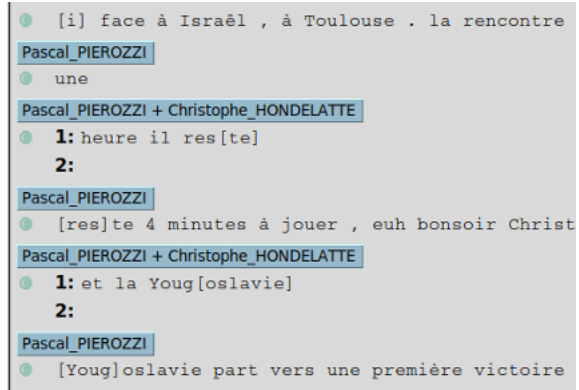 [i] face à Israël , à Toulouse . la rencontre
Pascal_PIEROZZI
une
Pascal_PIEROZZI + Christophe_HONDELATTE
1: heure il res[te]
2:
Pascal_PIEROZZI
[res]te 4 minutes à jouer , euh bonsoir Christ
Pascal_PIEROZZI + Christophe_HONDELATTE
1: et la Youg[oslavie]
2:
Pascal_PIEROZZI
[Youg]oslavie part vers une première victoire